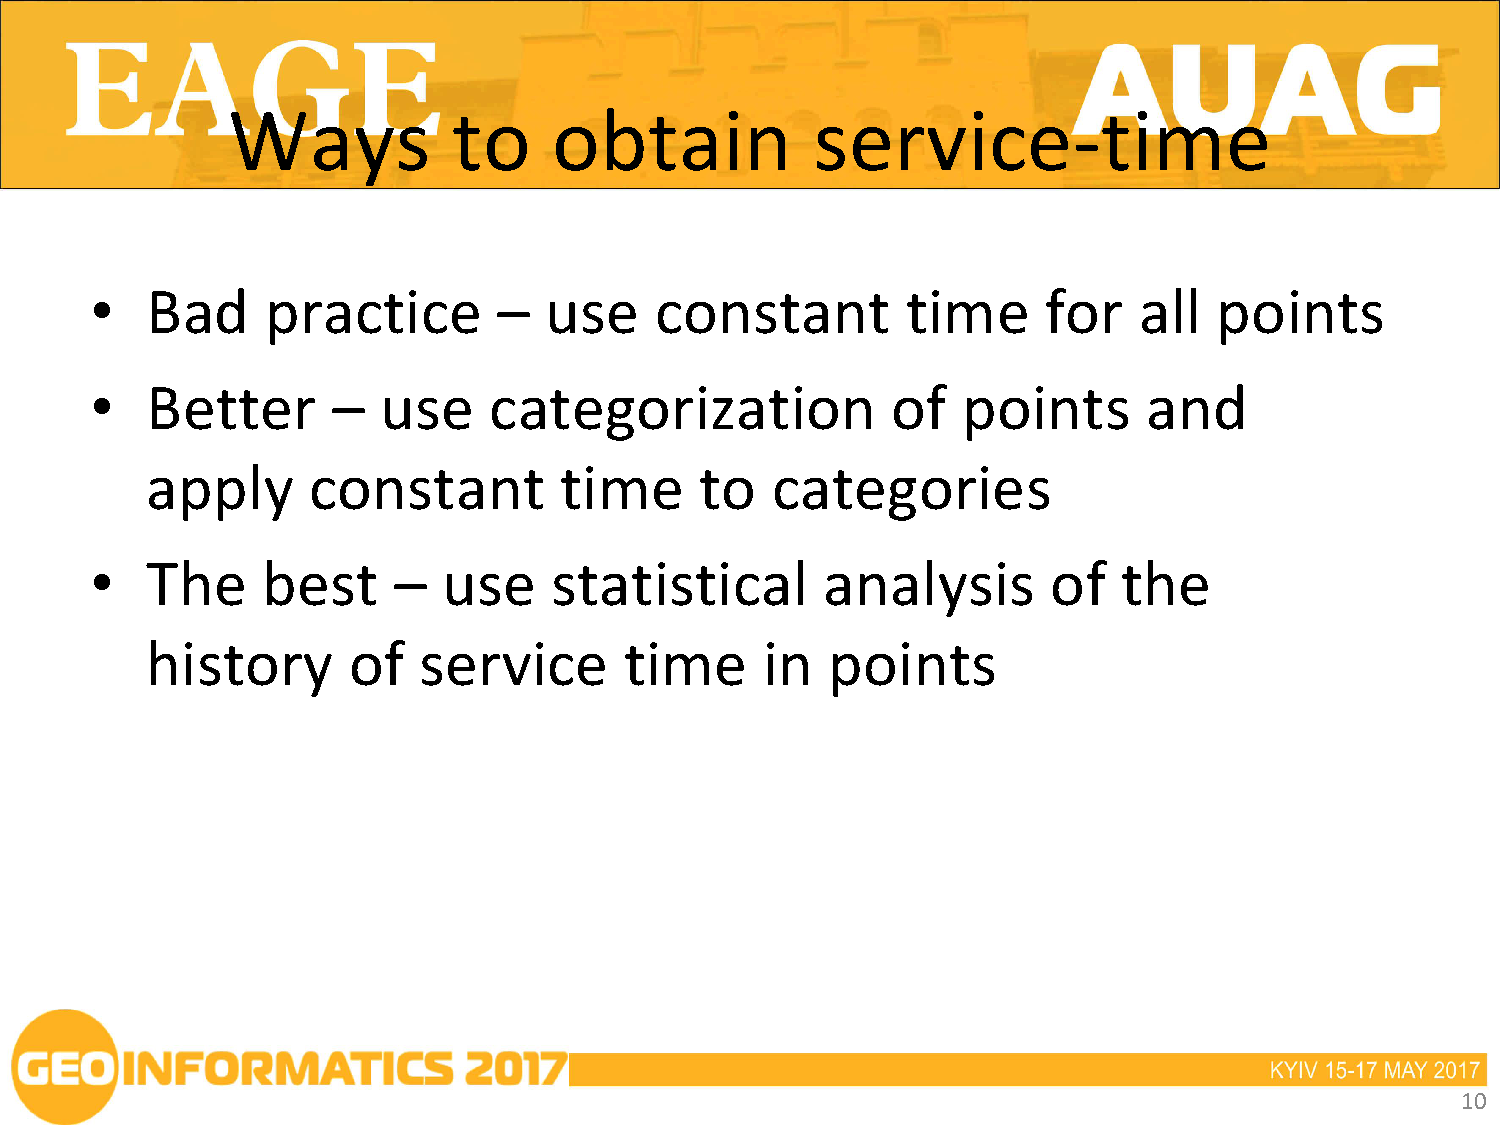 EAGE
AUAG
Ways to obtain service-time
• Bad practice – use constant time for all points
• Better – use categorization of points and
apply constant time to categories
• The best – use statistical analysis of the
history of service time in points
GEOINFORMATICS 2017
KYIV 15-17 MAY 2017
10